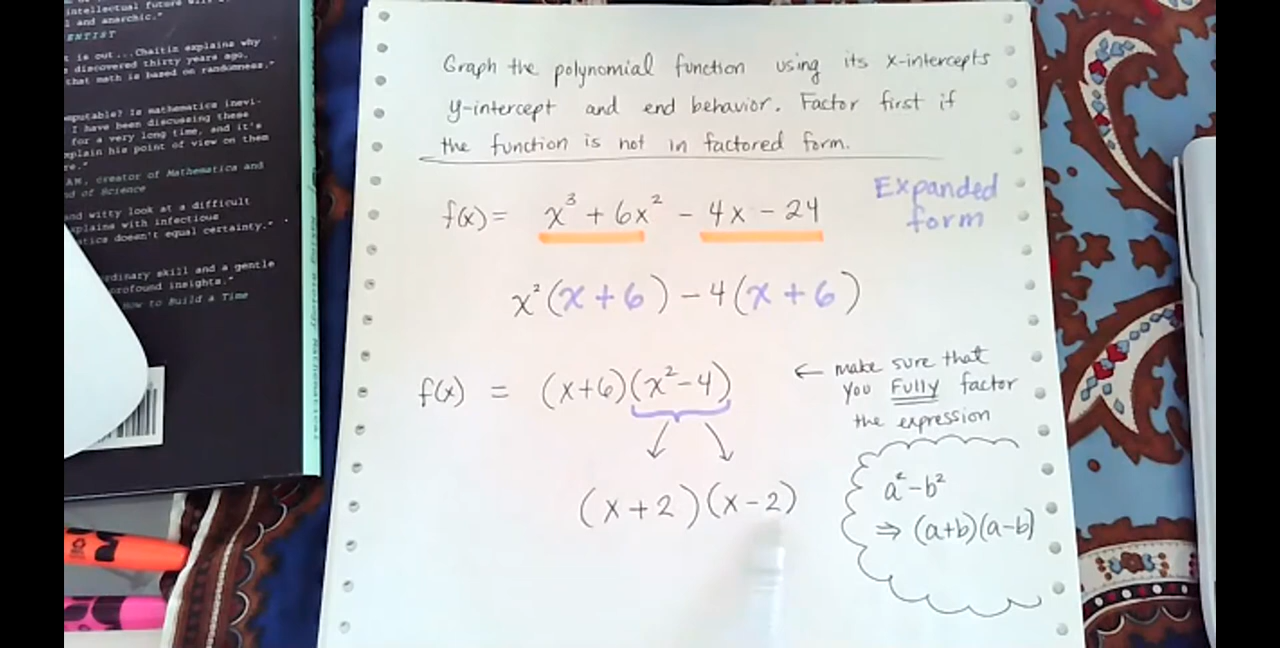 intellectual future will
l and anarchic."
ENTIST
t is out...Chaitin explains why
discovered thirty years ago,
that math is based on randomness."
mputable? Is mathematics inevi-
I have been discussing these
for a very long time, and it's
xplain his point of view on them
re."
AM, creator of Mathematica and
nd of Science
and witty look at a difficult
xplains with infectious
atics doesn't equal certainty."
rdinary skill and a gentle
profound insights."
How to Build a Time
Graph the polynomial function using its x-intercepts
y-intercept and end behavior. Factor first if
the function is not in factored form.
f(x) = x³ + 6x² - 4x - 24
Expanded
form
x²(x + 6) - 4(x + 6)
f(x) = (x+6)(x²-4)
← make sure that
you Fully factor
the expression
(x + 2)(x - 2)
a² - b²
⇒ (a+b)(a-b)